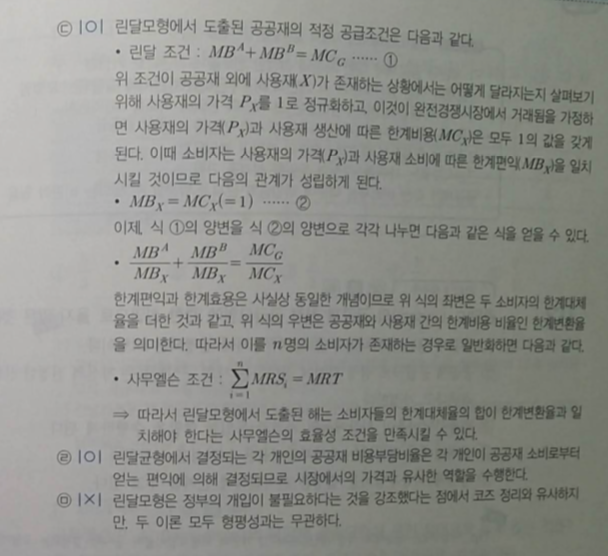 ㉢ |O| 린달모형에서 도출된 공공재의 적정 공급조건은 다음과 같다.
• 린달 조건 : MB^A + MB^B = MC_G ······ ①
위 조건이 공공재 외에 사용재(X)가 존재하는 상황에서는 어떻게 달라지는지 살펴보기
위해 사용재의 가격 P_X를 1로 정규화하고, 이것이 완전경쟁시장에서 거래됨을 가정하
면 사용재의 가격(P_X)과 사용재 생산에 따른 한계비용(MC_X)은 모두 1의 값을 갖게
된다. 이때 소비자는 사용재의 가격(P_X)과 사용재 소비에 따른 한계편익(MB_X)을 일치
시킬 것이므로 다음의 관계가 성립하게 된다.
• MB_X = MC_X(=1) ······ ②
이제, 식 ①의 양변을 식 ②의 양변으로 각각 나누면 다음과 같은 식을 얻을 수 있다.
• MB^A/MB_X + MB^B/MB_X = MC_G/MC_X
한계편익과 한계효용은 사실상 동일한 개념이므로 위 식의 좌변은 두 소비자의 한계대체
율을 더한 것과 같고, 위 식의 우변은 공공재와 사용재 간의 한계비용 비율인 한계변환율
을 의미한다. 따라서 이를 n명의 소비자가 존재하는 경우로 일반화하면 다음과 같다.
• 사무엘슨 조건 : ∑_{i=1}^{n} MRS_i = MRT
⇒ 따라서 린달모형에서 도출된 해는 소비자들의 한계대체율의 합이 한계변환율과 일
치해야 한다는 사무엘슨의 효율성 조건을 만족시킬 수 있다.
㉣ |O| 린달균형에서 결정되는 각 개인의 공공재 비용부담비율은 각 개인이 공공재 소비로부터
얻는 편익에 의해 결정되므로 시장에서의 가격과 유사한 역할을 수행한다.
㉤ |X| 린달모형은 정부의 개입이 불필요하다는 것을 강조했다는 점에서 코즈 정리와 유사하지
만, 두 이론 모두 형평성과는 무관하다.